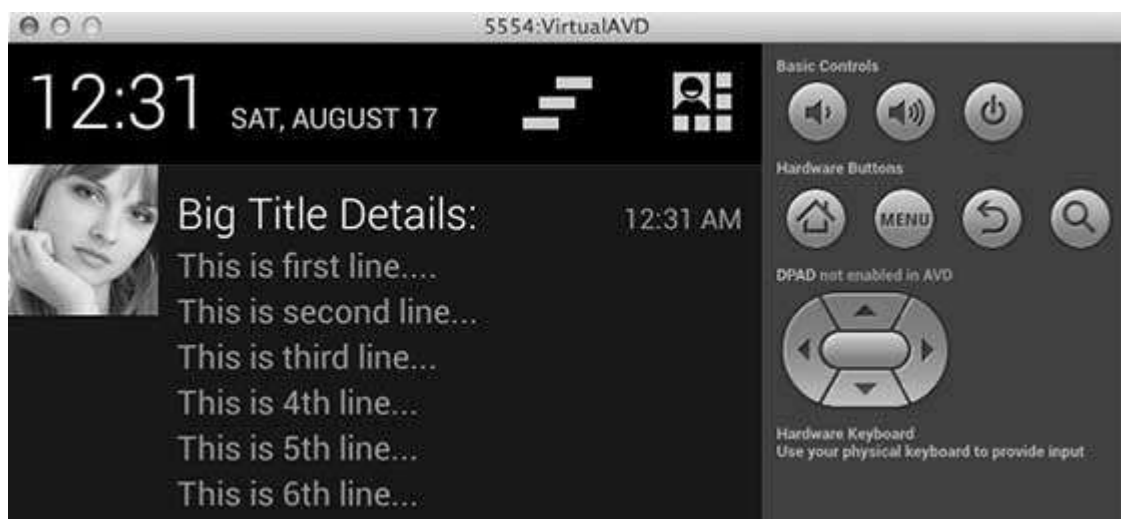 5554:VirtualAVD
12:31 SAT, AUGUST 17
Big Title Details: 12:31 AM
This is first line....
This is second line...
This is third line...
This is 4th line...
This is 5th line...
This is 6th line...
Basic Controls
Hardware Buttons
MENU
DPAD not enabled in AVD
Hardware Keyboard
Use your physical keyboard to provide input